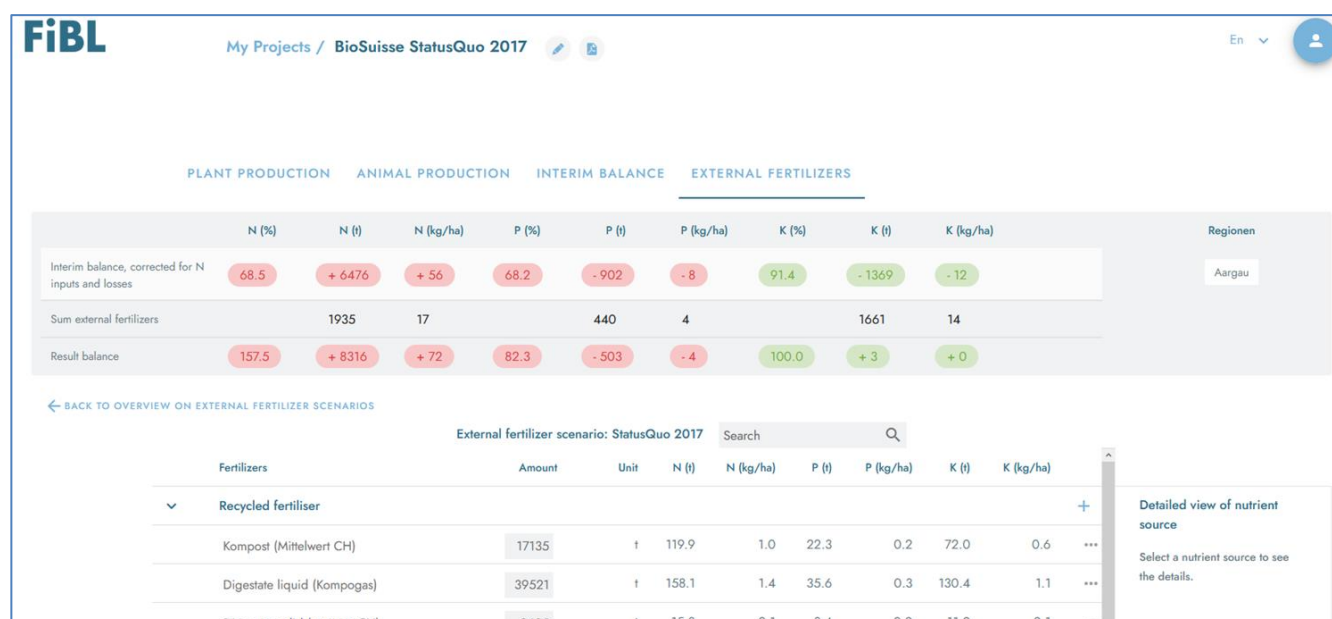 FiBL
My Projects / BioSuisse StatusQuo 2017
En
PLANT PRODUCTION ANIMAL PRODUCTION INTERIM BALANCE EXTERNAL FERTILIZERS
N (%) N (t) N (kg/ha) P (%) P (t) P (kg/ha) K (%) K (t) K (kg/ha) Regionen
Interim balance, corrected for N
inputs and losses
68.5 + 6476 + 56 68.2 - 902 - 8 91.4 - 1369 - 12 Aargau
Sum external fertilizers 1935 17 440 4 1661 14
Result balance 157.5 + 8316 + 72 82.3 - 503 - 4 100.0 + 3 + 0
BACK TO OVERVIEW ON EXTERNAL FERTILIZER SCENARIOS
External fertilizer scenario: StatusQuo 2017 Search
Fertilizers Amount Unit N (t) N (kg/ha) P (t) P (kg/ha) K (t) K (kg/ha)
Recycled fertiliser +
Kompost (Mittelwert CH) 17135 t 119.9 1.0 22.3 0.2 72.0 0.6 •••
Digestate liquid (Kompogas) 39521 t 158.1 1.4 35.6 0.3 130.4 1.1 •••
Detailed view of nutrient
source
Select a nutrient source to see
the details.